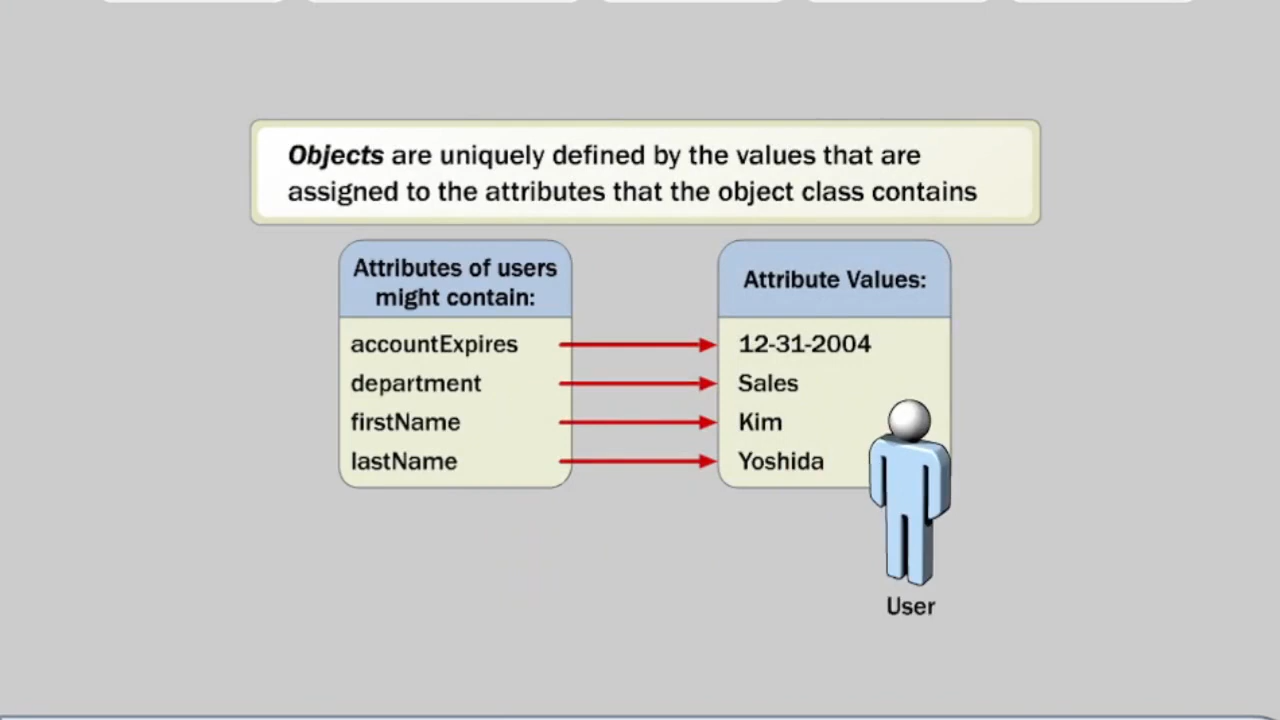 Objects are uniquely defined by the values that are
assigned to the attributes that the object class contains
Attributes of users
might contain:
accountExpires
department
firstName
lastName
Attribute Values:
12-31-2004
Sales
Kim
Yoshida
User